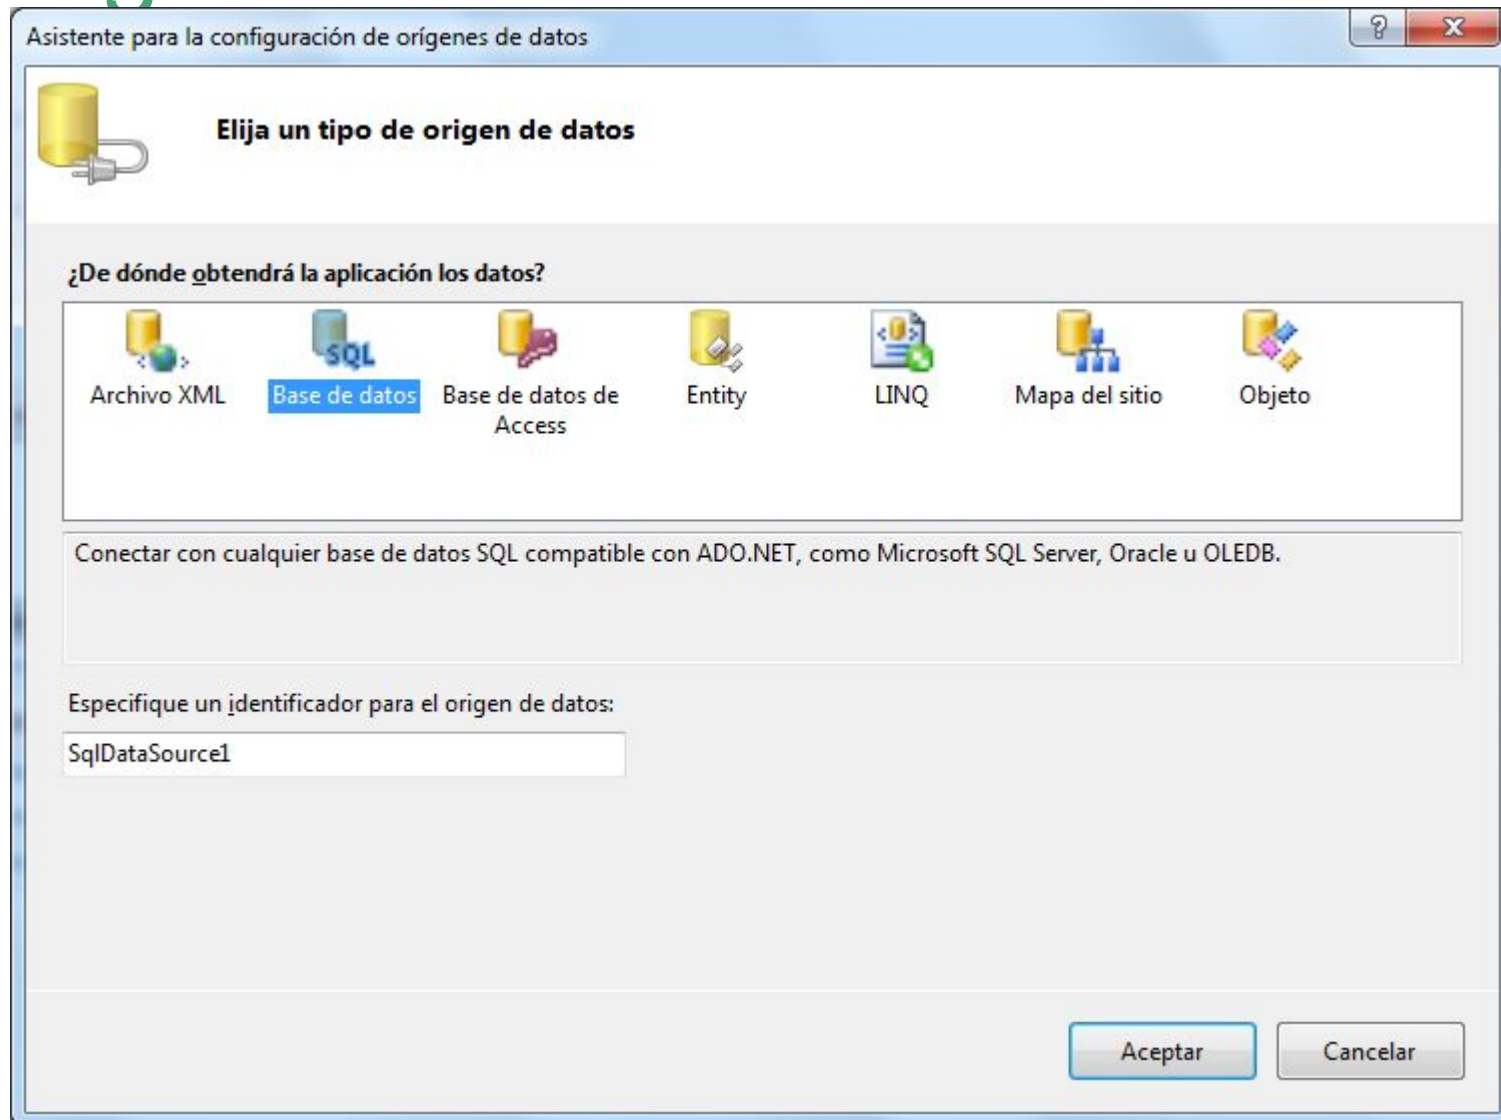 Asistente para la configuración de orígenes de datos
Elija un tipo de origen de datos
¿De dónde obtendrá la aplicación los datos?
SQL
Archivo XML
Base de datos
Base de datos de
Access
Entity
LINQ
Mapa del sitio
Objeto
Conectar con cualquier base de datos SQL compatible con ADO.NET, como Microsoft SQL Server, Oracle u OLEDB.
Especifique un identificador para el origen de datos:
SqlDataSource1
Aceptar
Cancelar